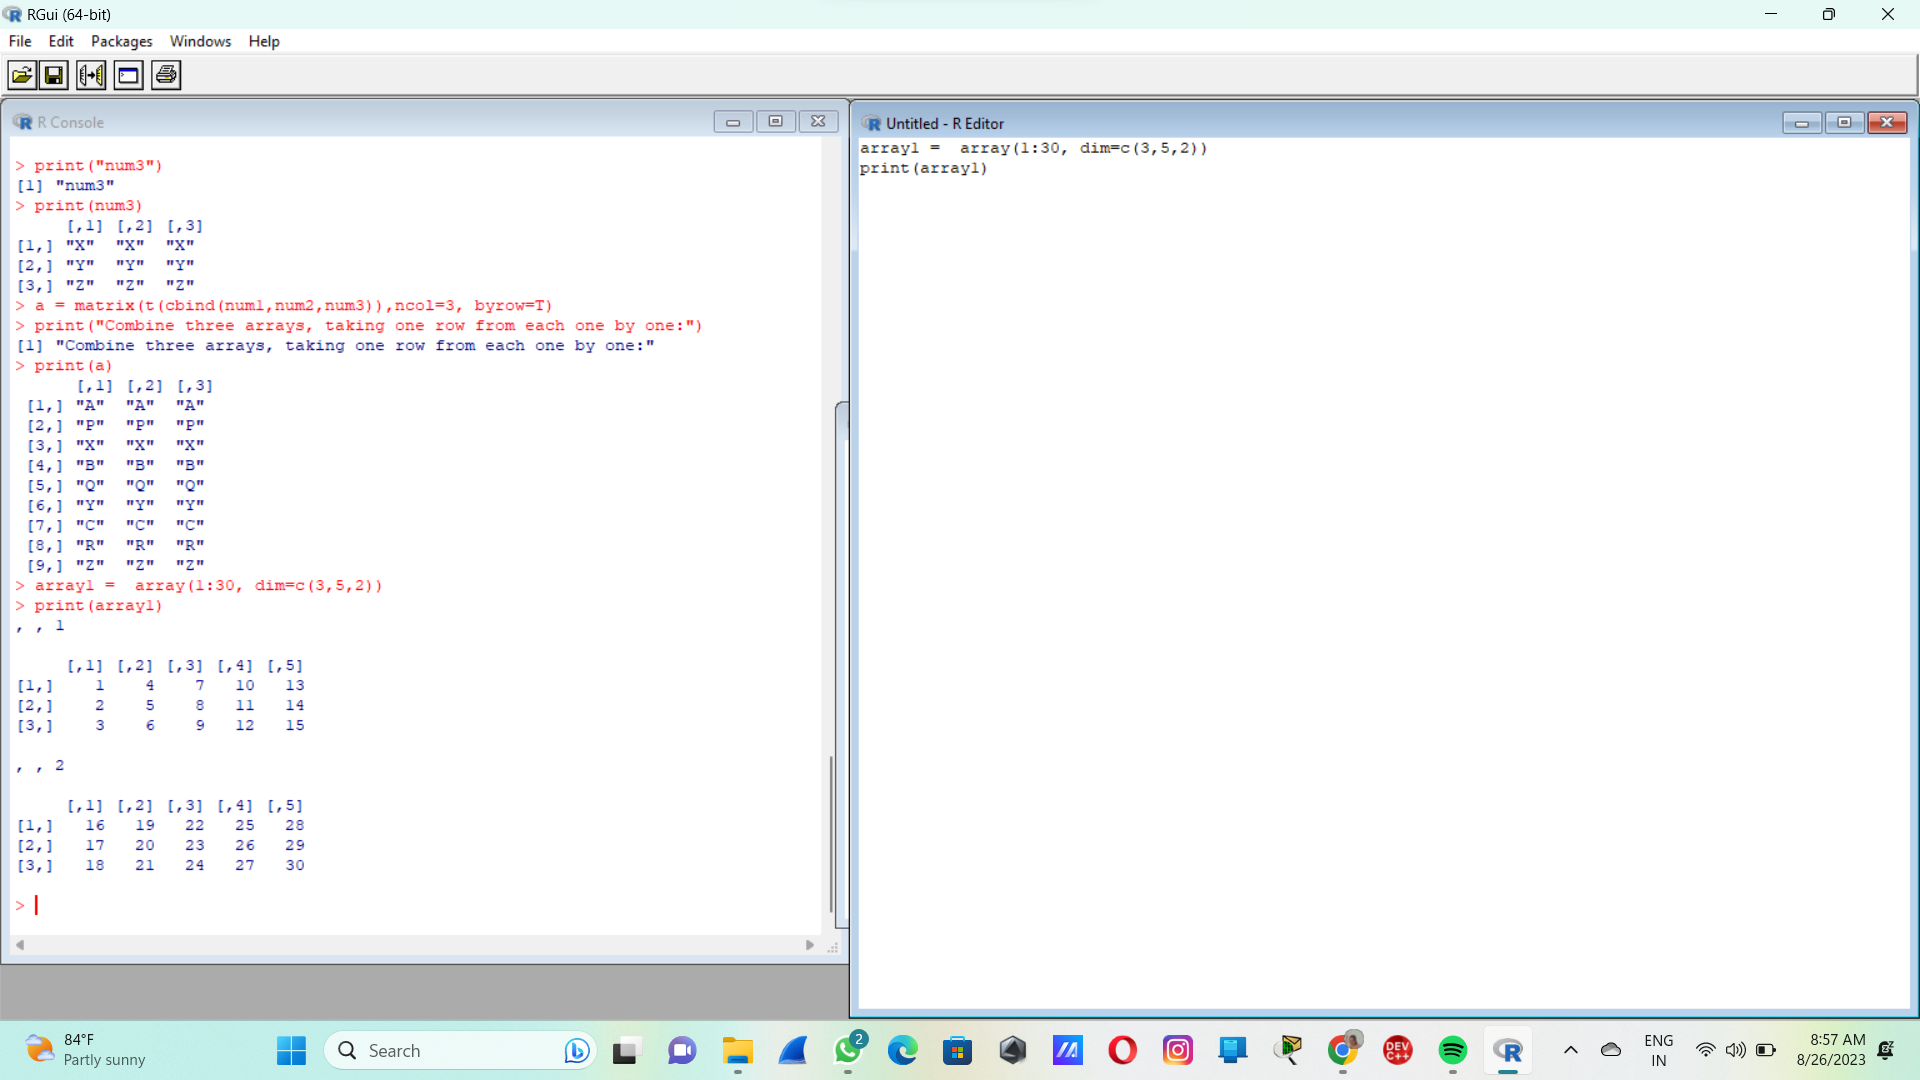 RGui (64-bit)
File Edit Packages Windows Help
R Console
> print("num3")
[1] "num3"
> print(num3)
     [,1] [,2] [,3]
[1,] "X"  "X"  "X"
[2,] "Y"  "Y"  "Y"
[3,] "Z"  "Z"  "Z"
> a = matrix(t(cbind(num1,num2,num3)),ncol=3, byrow=T)
> print("Combine three arrays, taking one row from each one by one:")
[1] "Combine three arrays, taking one row from each one by one:"
> print(a)
      [,1] [,2] [,3]
 [1,] "A"  "A"  "A"
 [2,] "P"  "P"  "P"
 [3,] "X"  "X"  "X"
 [4,] "B"  "B"  "B"
 [5,] "Q"  "Q"  "Q"
 [6,] "Y"  "Y"  "Y"
 [7,] "C"  "C"  "C"
 [8,] "R"  "R"  "R"
 [9,] "Z"  "Z"  "Z"
> array1 =  array(1:30, dim=c(3,5,2))
> print(array1)
, , 1
     [,1] [,2] [,3] [,4] [,5]
[1,]    1    4    7   10   13
[2,]    2    5    8   11   14
[3,]    3    6    9   12   15
, , 2
     [,1] [,2] [,3] [,4] [,5]
[1,]   16   19   22   25   28
[2,]   17   20   23   26   29
[3,]   18   21   24   27   30
>
Untitled - R Editor
array1 =  array(1:30, dim=c(3,5,2))
print(array1)
84°F
Partly sunny
Search
2
DEV
C++
ENG
IN
8:57 AM
8/26/2023